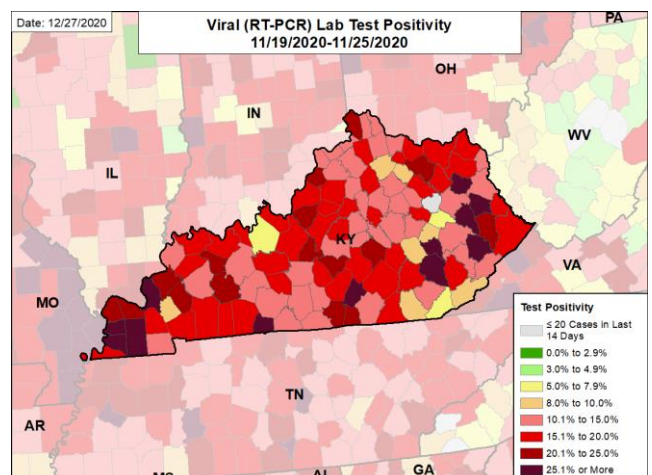 Date: 12/27/2020
Viral (RT-PCR) Lab Test Positivity
11/19/2020-11/25/2020
PA
OH
IN
WV
IL
KY
VA
MO
TN
AR
MS
AL
GA
Test Positivity
≤ 20 Cases in Last
14 Days
0.0% to 2.9%
3.0% to 4.9%
5.0% to 7.9%
8.0% to 10.0%
10.1% to 15.0%
15.1% to 20.0%
20.1% to 25.0%
25.1% or More